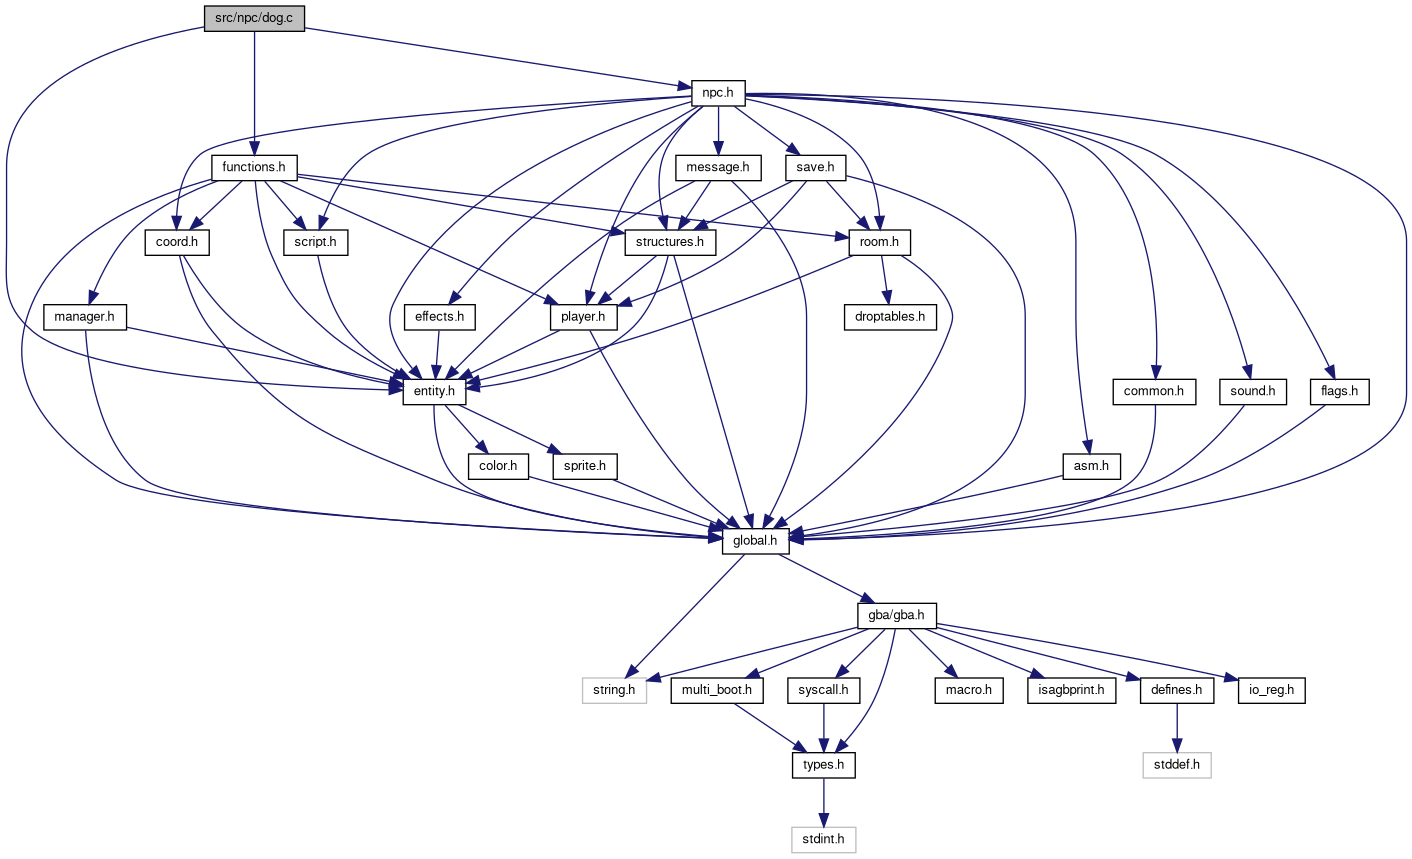 src/npc/dog.c
npc.h
functions.h
message.h
save.h
coord.h
script.h
structures.h
room.h
manager.h
effects.h
player.h
droptables.h
entity.h
common.h
sound.h
flags.h
color.h
sprite.h
asm.h
global.h
gba/gba.h
string.h
multi_boot.h
syscall.h
macro.h
isagbprint.h
defines.h
io_reg.h
types.h
stddef.h
stdint.h